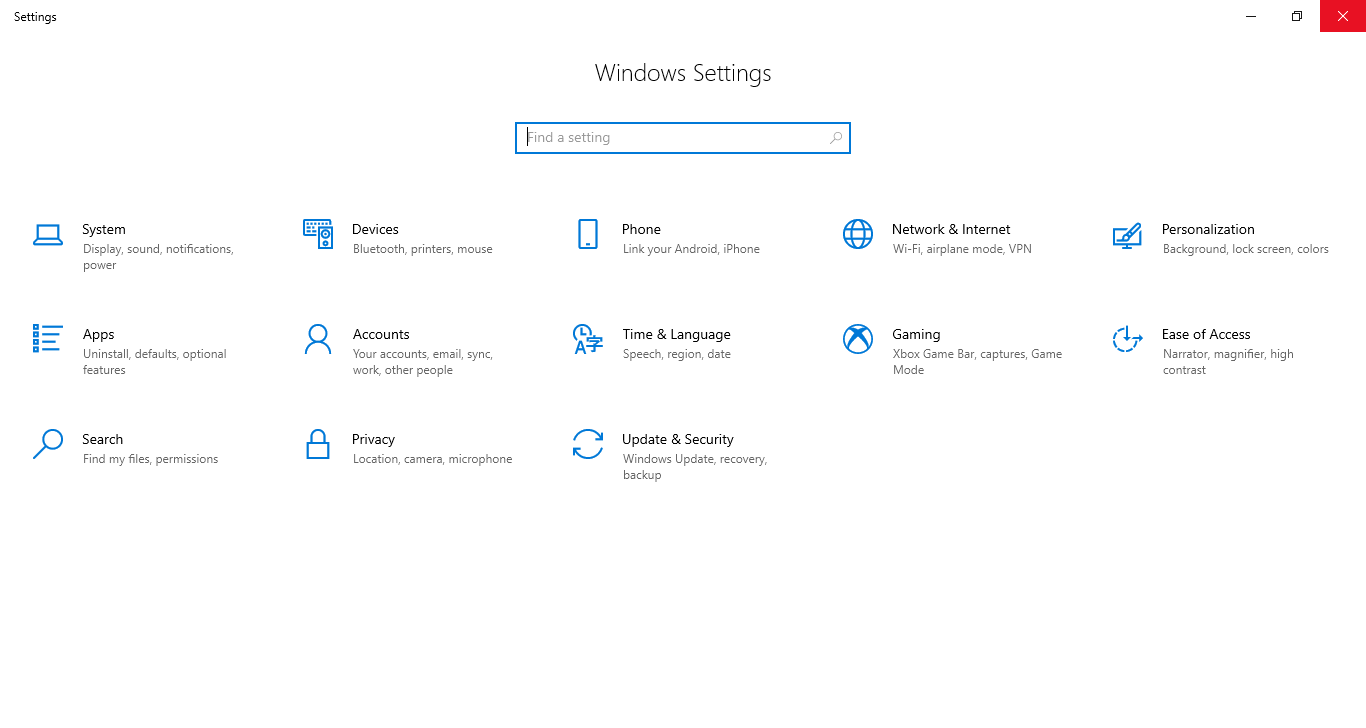 Settings
Windows Settings
Find a setting
System
Display, sound, notifications,
power
Devices
Bluetooth, printers, mouse
Phone
Link your Android, iPhone
Network & Internet
Wi-Fi, airplane mode, VPN
Personalization
Background, lock screen, colors
Apps
Uninstall, defaults, optional
features
Accounts
Your accounts, email, sync,
work, other people
Time & Language
Speech, region, date
Gaming
Xbox Game Bar, captures, Game
Mode
Ease of Access
Narrator, magnifier, high
contrast
Search
Find my files, permissions
Privacy
Location, camera, microphone
Update & Security
Windows Update, recovery,
backup